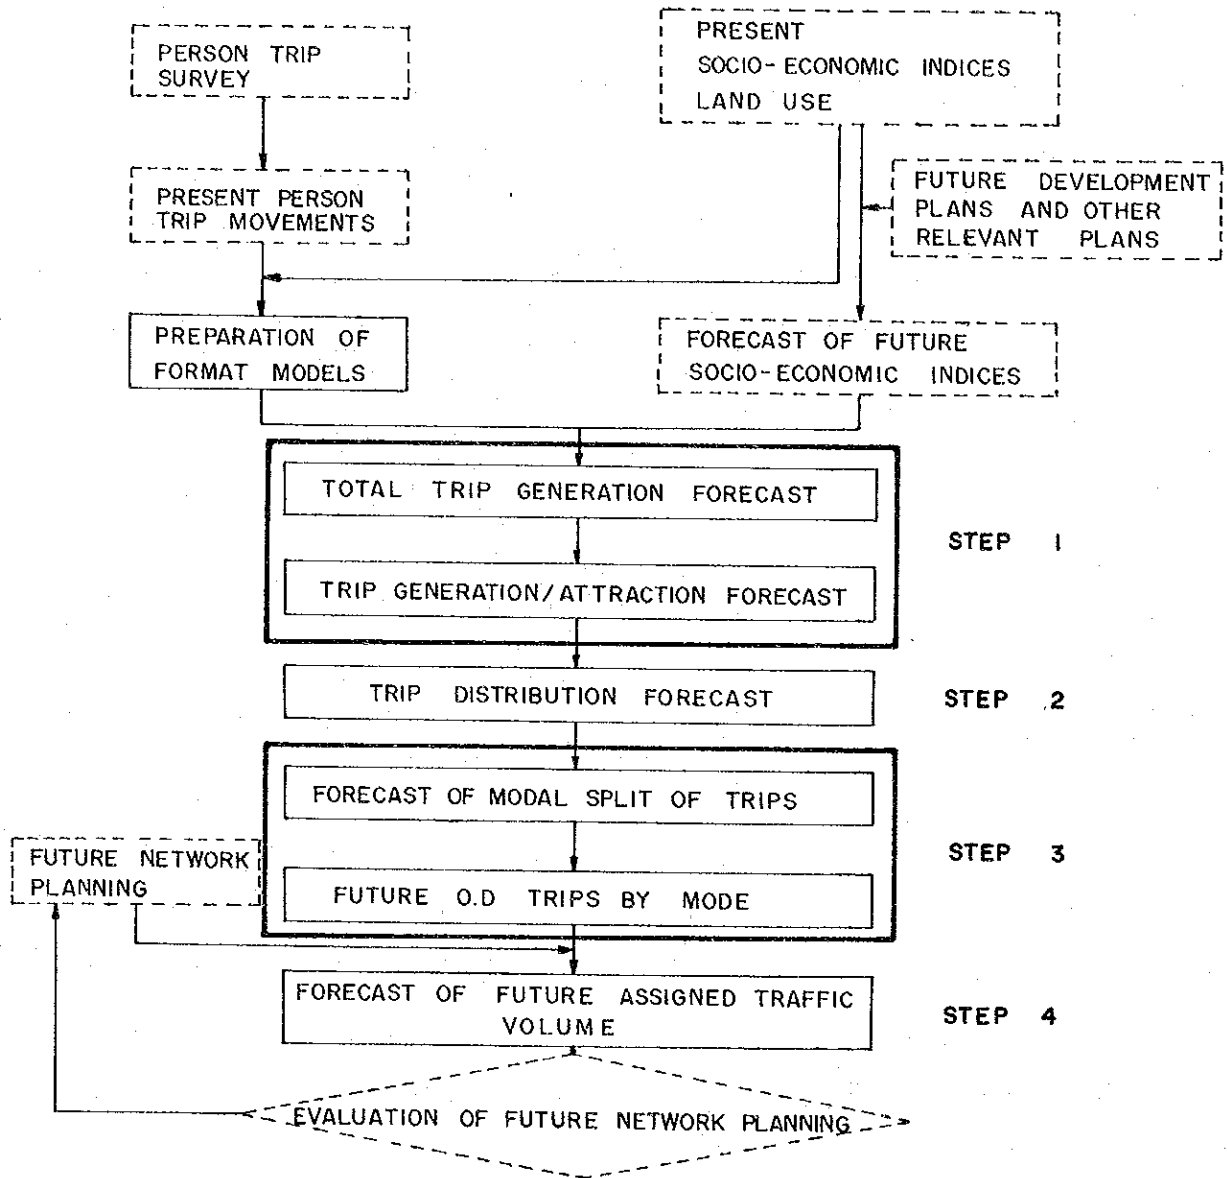 PERSON TRIP
SURVEY
PRESENT
SOCIO-ECONOMIC INDICES
LAND USE
PRESENT PERSON
TRIP MOVEMENTS
FUTURE DEVELOPMENT
PLANS AND OTHER
RELEVANT PLANS
PREPARATION OF
FORMAT MODELS
FORECAST OF FUTURE
SOCIO-ECONOMIC INDICES
TOTAL TRIP GENERATION FORECAST
STEP 1
TRIP GENERATION/ATTRACTION FORECAST
TRIP DISTRIBUTION FORECAST
STEP 2
FORECAST OF MODAL SPLIT OF TRIPS
STEP 3
FUTURE NETWORK
PLANNING
FUTURE O.D TRIPS BY MODE
FORECAST OF FUTURE ASSIGNED TRAFFIC
VOLUME
STEP 4
EVALUATION OF FUTURE NETWORK PLANNING